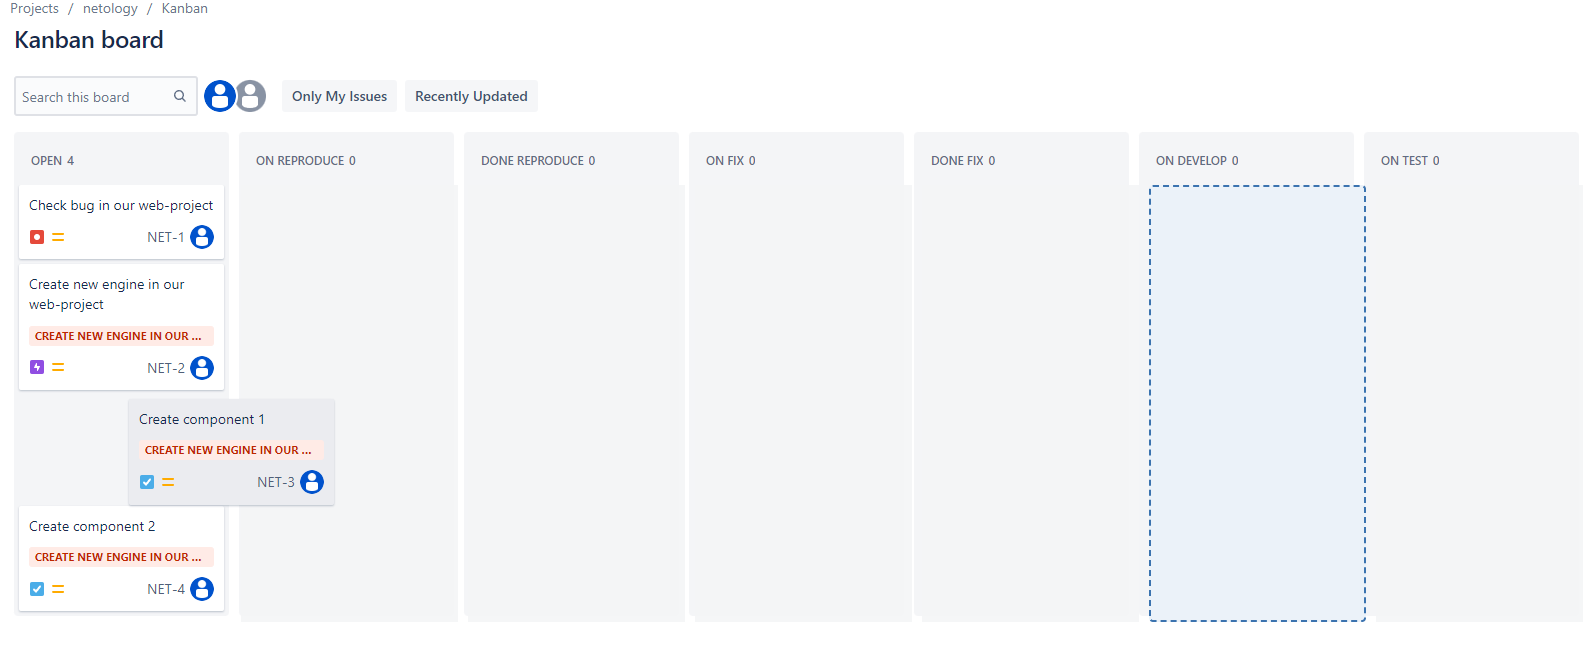 Projects / netology / Kanban
Kanban board
Search this board
Only My Issues
Recently Updated
OPEN 4
ON REPRODUCE 0
DONE REPRODUCE 0
ON FIX 0
DONE FIX 0
ON DEVELOP 0
ON TEST 0
Check bug in our web-project
NET-1
Create new engine in our
web-project
CREATE NEW ENGINE IN OUR ...
NET-2
Create component 1
CREATE NEW ENGINE IN OUR ...
NET-3
Create component 2
CREATE NEW ENGINE IN OUR ...
NET-4